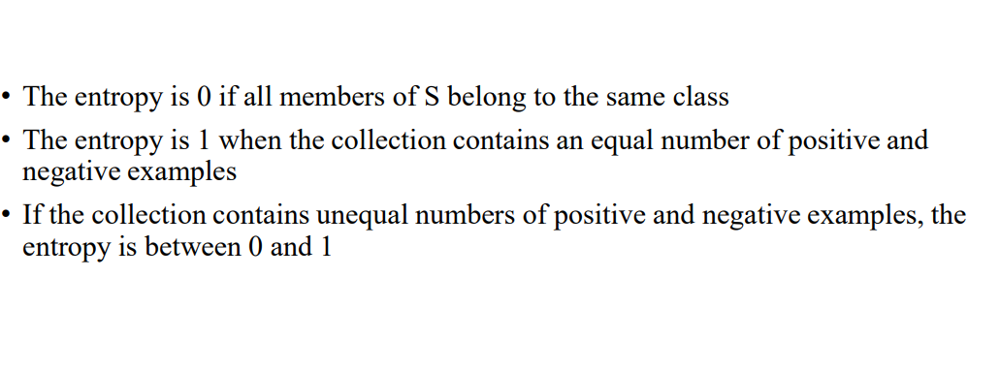 • The entropy is 0 if all members of S belong to the same class
• The entropy is 1 when the collection contains an equal number of positive and
negative examples
• If the collection contains unequal numbers of positive and negative examples, the
entropy is between 0 and 1